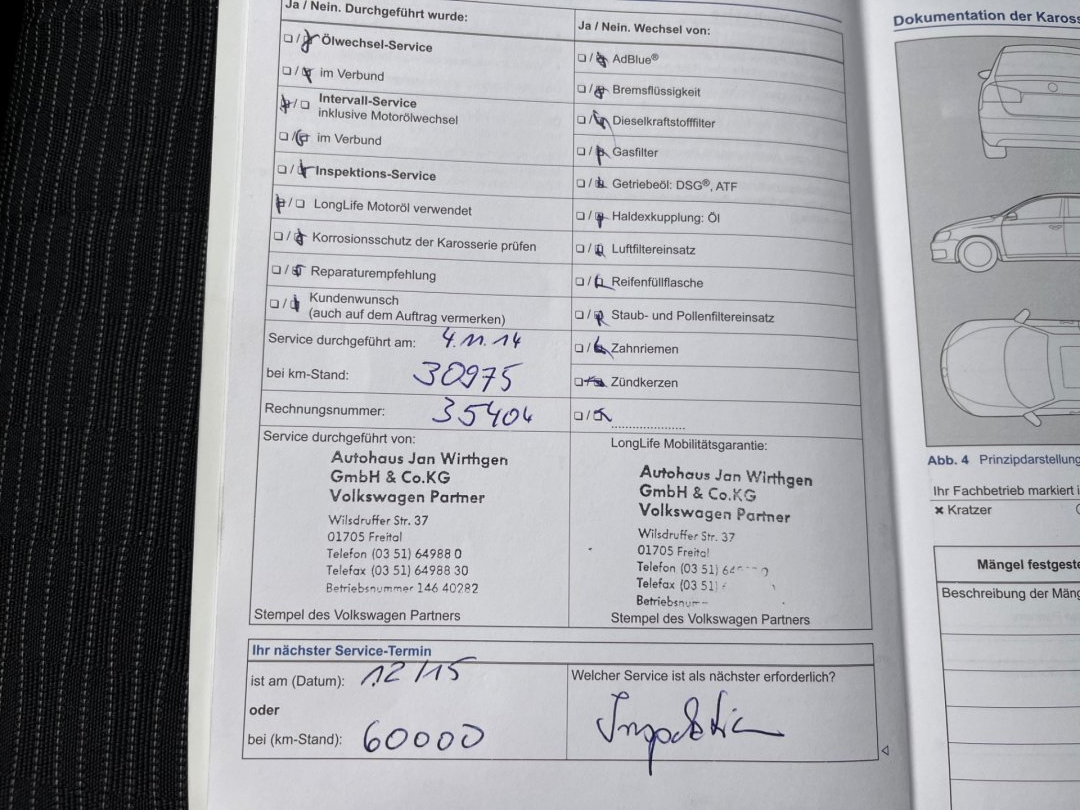 Ja / Nein. Durchgeführt wurde:
❏/❏ Ölwechsel-Service
❏/❏ im Verbund
❏/❏ Intervall-Service
inklusive Motorölwechsel
❏/❏ im Verbund
❏/❏ Inspektions-Service
❏/❏ LongLife Motoröl verwendet
❏/❏ Korrosionsschutz der Karosserie prüfen
❏/❏ Reparaturempfehlung
❏/❏ Kundenwunsch
(auch auf dem Auftrag vermerken)
Service durchgeführt am: 4.11.14
bei km-Stand: 30975
Rechnungsnummer: 35404
Service durchgeführt von:
Autohaus Jan Wirthgen
GmbH & Co.KG
Volkswagen Partner
Wilsdruffer Str. 37
01705 Freital
Telefon (03 51) 64988 0
Telefax (03 51) 64988 30
Betriebsnummer 146 40282
Stempel des Volkswagen Partners
Ja / Nein. Wechsel von:
❏/❏ AdBlue®
❏/❏ Bremsflüssigkeit
❏/❏ Dieselkraftstofffilter
❏/❏ Gasfilter
❏/❏ Getriebeöl: DSG®, ATF
❏/❏ Haldexkupplung: Öl
❏/❏ Luftfiltereinsatz
❏/❏ Reifenfüllflasche
❏/❏ Staub- und Pollenfiltereinsatz
❏/❏ Zahnriemen
❏/❏ Zündkerzen
❏/❏ ....................
LongLife Mobilitätsgarantie:
Autohaus Jan Wirthgen
GmbH & Co.KG
Volkswagen Partner
Wilsdruffer Str. 37
01705 Freital
Telefon (03 51)
Telefax (03 51)
Stempel des Volkswagen Partners
Ihr nächster Service-Termin
ist am (Datum): 12/15
oder
bei (km-Stand): 60000
Welcher Service ist als nächster erforderlich?
Inspektion
Dokumentation der Kaross
Abb. 4 Prinzipdarstellung
Ihr Fachbetrieb markiert i
✖ Kratzer
Mängel festgeste
Beschreibung der Mäng